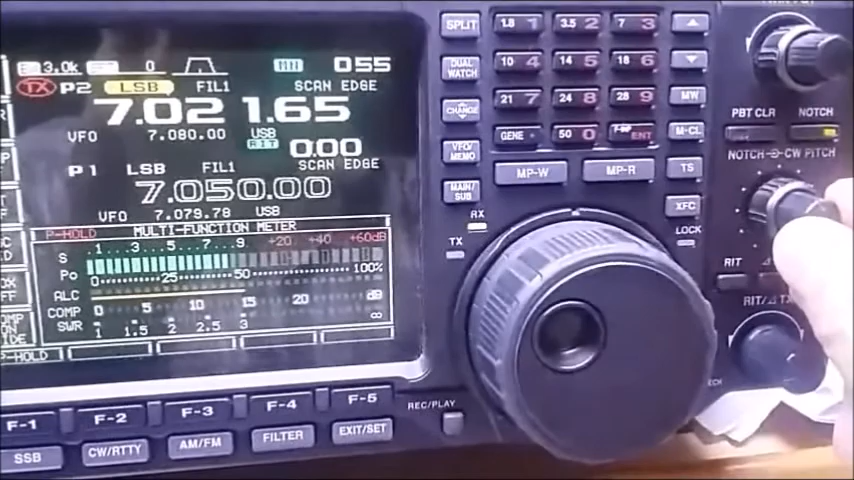 3.0k 0 MN 055
TX P2 LSB FIL1 SCAN EDGE
7.021.655
VFO 7.080.00 USB RIT 0.00
P1 LSB FIL1 SCAN EDGE
7.050.00
VFO 7.079.78 USB
P-HOLD MULTI-FUNCTION METER
S 1 3 5 7 9 +20 +40 +60dB
Po 0 25 50 100%
ALC
COMP 0 5 10 15 20 dB
SWR 1 1.5 2 2.5 3 ∞
P-HOLD
F-1 F-2 F-3 F-4 F-5
SSB CW/RTTY AM/FM FILTER EXIT/SET
REC/PLAY
SPLIT 1.8 1 3.5 2 7 3
DUAL WATCH 10 4 14 5 18 6
CHANGE 21 7 24 8 28 9 MW
VFO/MEMO GENE • 50 0 F-INP ENT M-CL
MAIN/SUB MP-W MP-R TS
XFC
RX
TX
LOCK
PBT CLR NOTCH
NOTCH CW PITCH
RIT
RIT/⊿TX